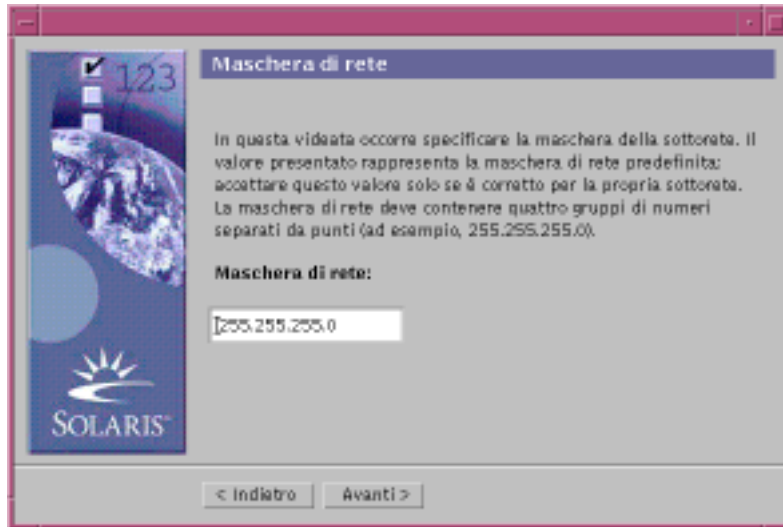 123
Maschera di rete
In questa videata occorre specificare la maschera della sottorete. Il
valore presentato rappresenta la maschera di rete predefinita;
accettare questo valore solo se è corretto per la propria sottorete.
La maschera di rete deve contenere quattro gruppi di numeri
separati da punti (ad esempio, 255.255.255.0).
Maschera di rete:
255.255.255.0
SOLARIS™
< Indietro
Avanti >